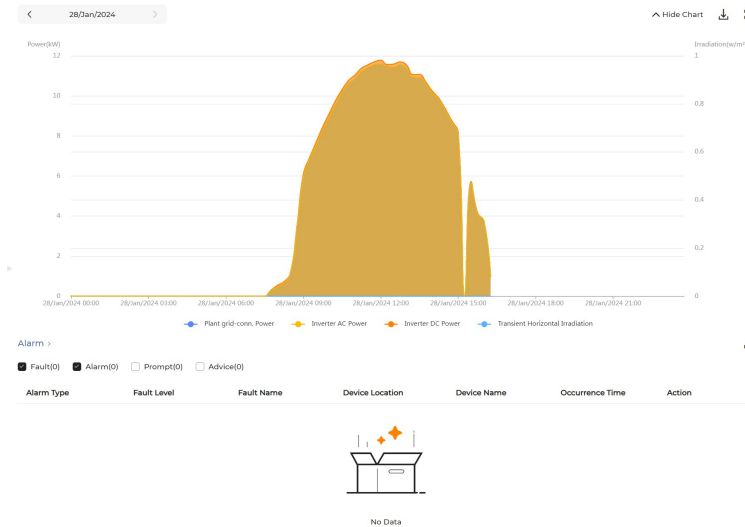 28/Jan/2024
Hide Chart
Power(kW)
Irradiation(w/m²
12
1
10
0.8
8
0.6
6
0.4
4
0.2
2
0
0
28/Jan/2024 00:00
28/Jan/2024 03:00
28/Jan/2024 06:00
28/Jan/2024 09:00
28/Jan/2024 12:00
28/Jan/2024 15:00
28/Jan/2024 18:00
28/Jan/2024 21:00
Plant grid-conn. Power
Inverter AC Power
Inverter DC Power
Transient Horizontal Irradiation
Alarm
Fault(0) Alarm(0) Prompt(0) Advice(0)
Alarm Type Fault Level Fault Name Device Location Device Name Occurrence Time Action
No Data